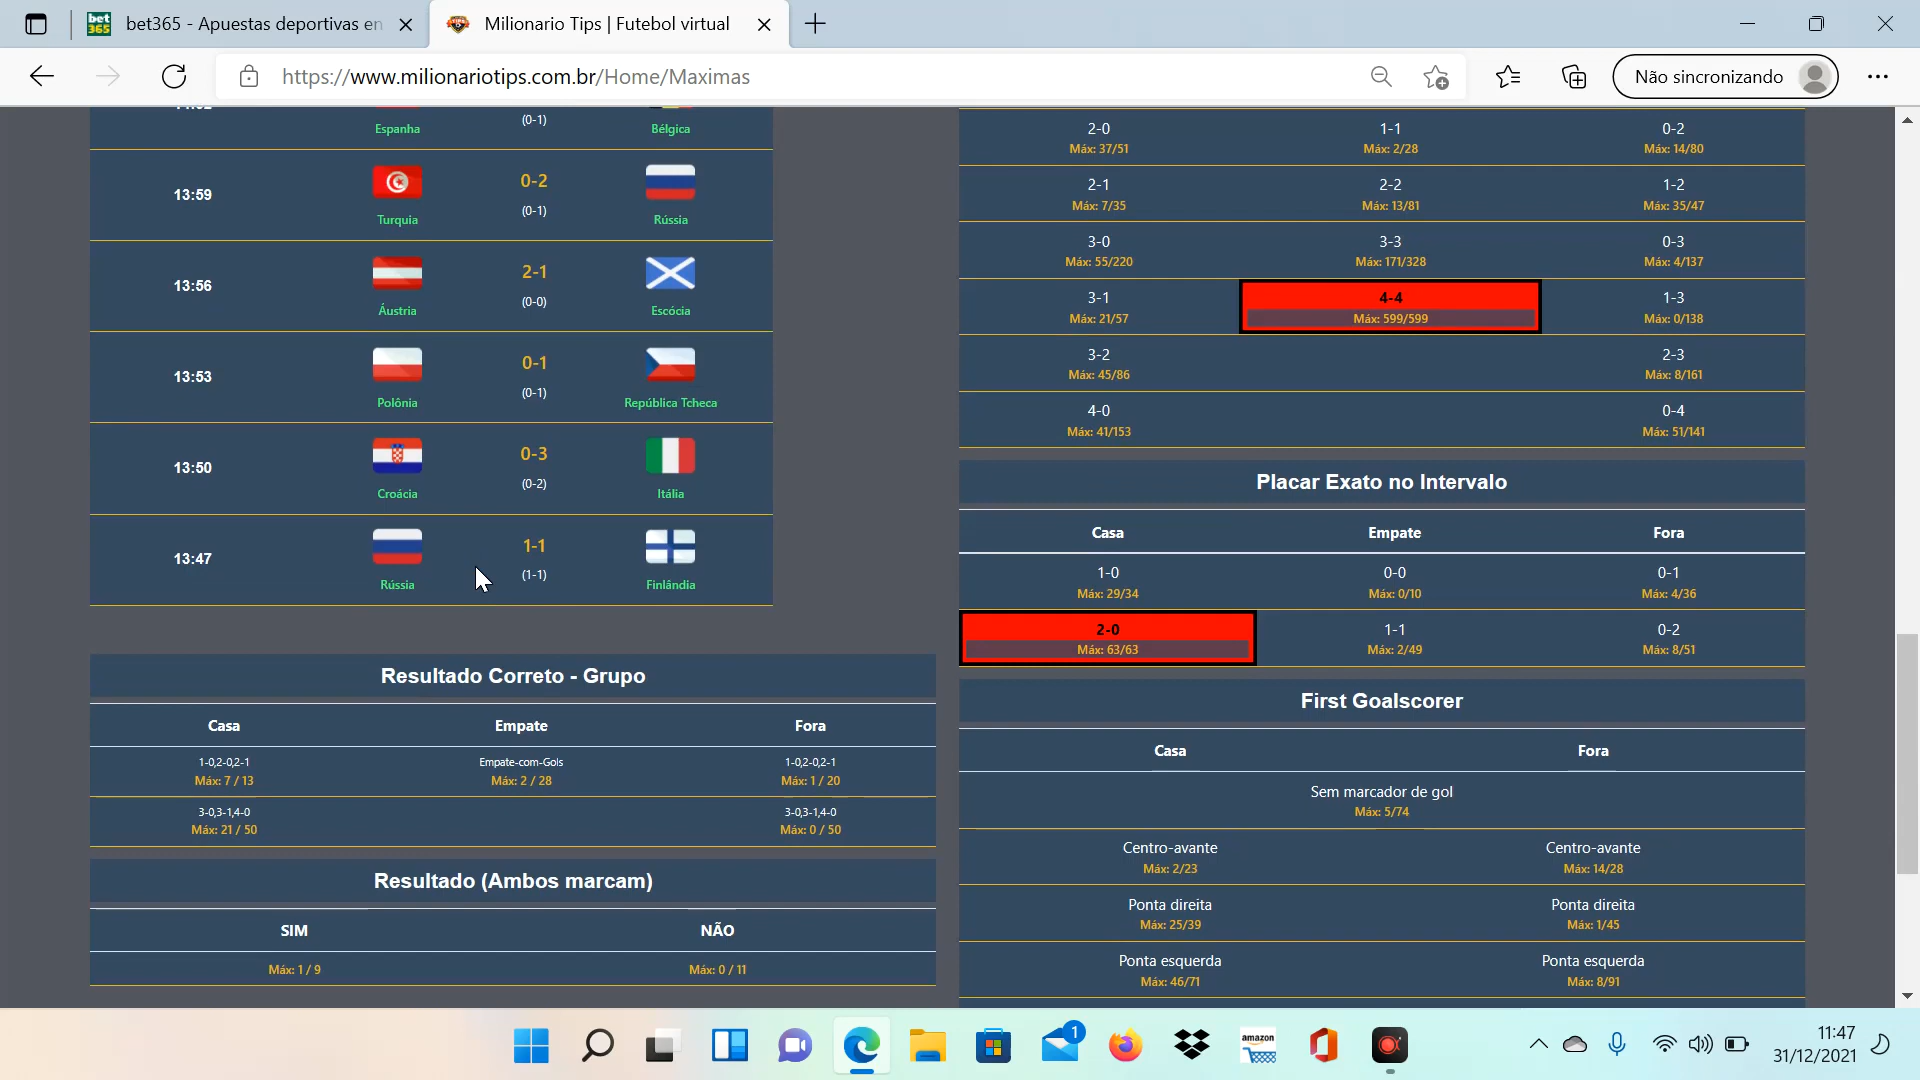 bet365 - Apuestas deportivas en
Milionario Tips | Futebol virtual
https://www.milionariotips.com.br/Home/Maximas
Não sincronizando
(0-1)
Espanha
Bélgica
13:59
0-2
(0-1)
Turquia
Rússia
13:56
2-1
(0-0)
Áustria
Escócia
13:53
0-1
(0-1)
Polônia
República Tcheca
13:50
0-3
(0-2)
Croácia
Itália
13:47
1-1
(1-1)
Rússia
Finlândia
Resultado Correto - Grupo
Casa Empate Fora
1-0,2-0,2-1 Empate-com-Gols 1-0,2-0,2-1
Máx: 7 / 13 Máx: 2 / 28 Máx: 1 / 20
3-0,3-1,4-0 3-0,3-1,4-0
Máx: 21 / 50 Máx: 0 / 50
Resultado (Ambos marcam)
SIM NÃO
Máx: 1 / 9 Máx: 0 / 11
2-0 1-1 0-2
Máx: 37/51 Máx: 2/28 Máx: 14/80
2-1 2-2 1-2
Máx: 7/35 Máx: 13/81 Máx: 35/47
3-0 3-3 0-3
Máx: 55/220 Máx: 171/328 Máx: 4/137
3-1 4-4 1-3
Máx: 21/57 Máx: 599/599 Máx: 0/138
3-2 2-3
Máx: 45/86 Máx: 8/161
4-0 0-4
Máx: 41/153 Máx: 51/141
Placar Exato no Intervalo
Casa Empate Fora
1-0 0-0 0-1
Máx: 29/34 Máx: 0/10 Máx: 4/36
2-0 1-1 0-2
Máx: 63/63 Máx: 2/49 Máx: 8/51
First Goalscorer
Casa Fora
Sem marcador de gol
Máx: 5/74
Centro-avante Centro-avante
Máx: 2/23 Máx: 14/28
Ponta direita Ponta direita
Máx: 25/39 Máx: 1/45
Ponta esquerda Ponta esquerda
Máx: 46/71 Máx: 8/91
bet
365
1
amazon
11:47
31/12/2021